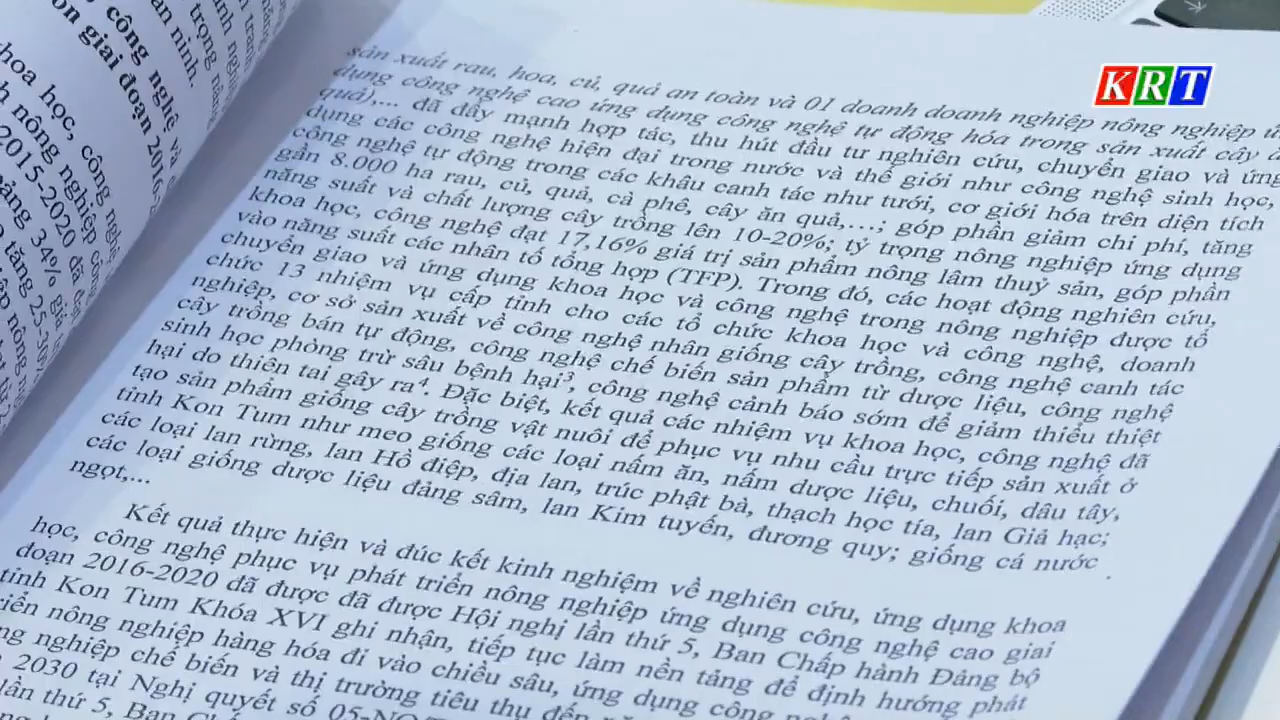 KRT
công nghệ và
on giai đoạn 2016-
hoa học, công nghệ
nông nghiệp công
2015-2020 đã đạt
34%
tăng 25-30%
sản xuất rau, hoa, củ, quả an toàn và 01 doanh doanh nghiệp nông nghiệp
dụng công nghệ cao ứng dụng công nghệ tự động hóa trong sản xuất cây
quả),... đã đẩy mạnh hợp tác, thu hút đầu tư nghiên cứu, chuyển giao và ứng
dụng các công nghệ hiện đại trong nước và thế giới như công nghệ sinh học,
công nghệ tự động trong các khâu canh tác như tưới, cơ giới hóa trên diện tích
gần 8.000 ha rau, củ, quả, cà phê, cây ăn quả,...; góp phần giảm chi phí, tăng
năng suất và chất lượng cây trồng lên 10-20%; tỷ trọng nông nghiệp ứng dụng
khoa học, công nghệ đạt 17,16% giá trị sản phẩm nông lâm thuỷ sản, góp phần
vào năng suất các nhân tố tổng hợp (TFP). Trong đó, các hoạt động nghiên cứu,
chuyển giao và ứng dụng khoa học và công nghệ trong nông nghiệp được tổ
chức 13 nhiệm vụ cấp tỉnh cho các tổ chức khoa học và công nghệ, doanh
nghiệp, cơ sở sản xuất về công nghệ nhân giống cây trồng, công nghệ canh tác
cây trồng bán tự động, công nghệ chế biến sản phẩm từ dược liệu, công nghệ
sinh học phòng trừ sâu bệnh hại³, công nghệ cảnh báo sớm để giảm thiểu thiệt
hại do thiên tai gây ra⁴. Đặc biệt, kết quả các nhiệm vụ khoa học, công nghệ đã
tạo sản phẩm giống cây trồng vật nuôi để phục vụ nhu cầu trực tiếp sản xuất ở
tỉnh Kon Tum như meo giống các loại nấm ăn, nấm dược liệu, chuối, dâu tây,
các loại lan rừng, lan Hồ điệp, địa lan, trúc phật bà, thạch học tía, lan Giả hạc;
các loại giống dược liệu đảng sâm, lan Kim tuyến, đương quy; giống cá nước
ngọt,...
Kết quả thực hiện và đúc kết kinh nghiệm về nghiên cứu, ứng dụng khoa
học, công nghệ phục vụ phát triển nông nghiệp ứng dụng công nghệ cao giai
đoạn 2016-2020 đã được đã được Hội nghị lần thứ 5, Ban Chấp hành Đảng bộ
tỉnh Kon Tum Khóa XVI ghi nhận, tiếp tục làm nền tảng để định hướng phát
nông nghiệp hàng hóa đi vào chiều sâu, ứng dụng công
nghiệp chế biến và thị trường tiêu thụ đến
2030 tại Nghị quyết số
lần thứ 5, Ban